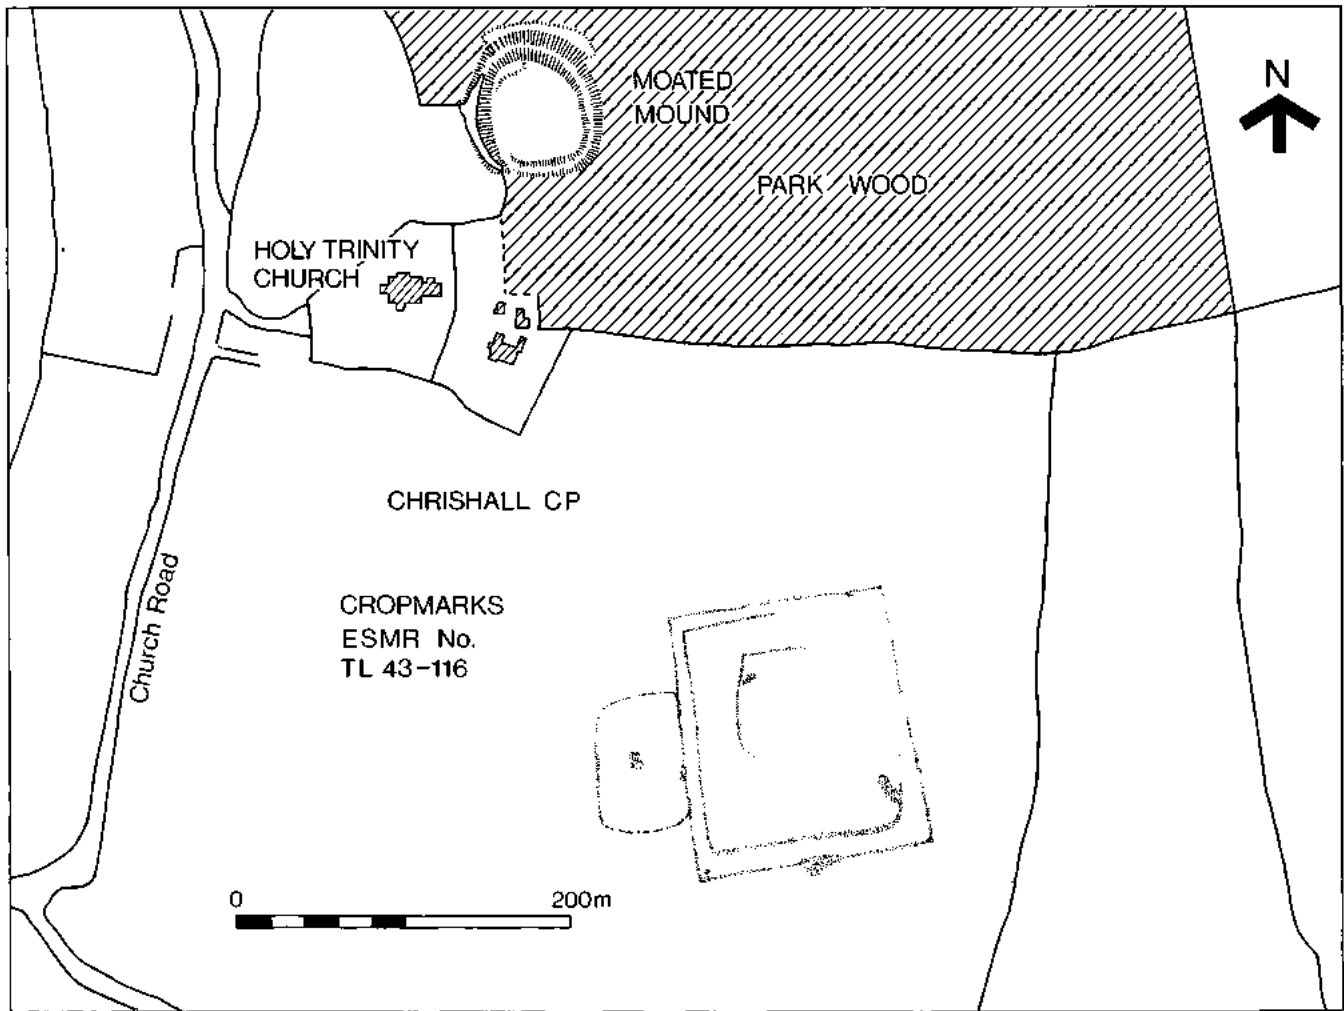 MOATED
MOUND
N
PARK WOOD
HOLY TRINITY
CHURCH
CHRISHALL CP
CROPMARKS
ESMR No.
TL 43-116
Church Road
0 200m